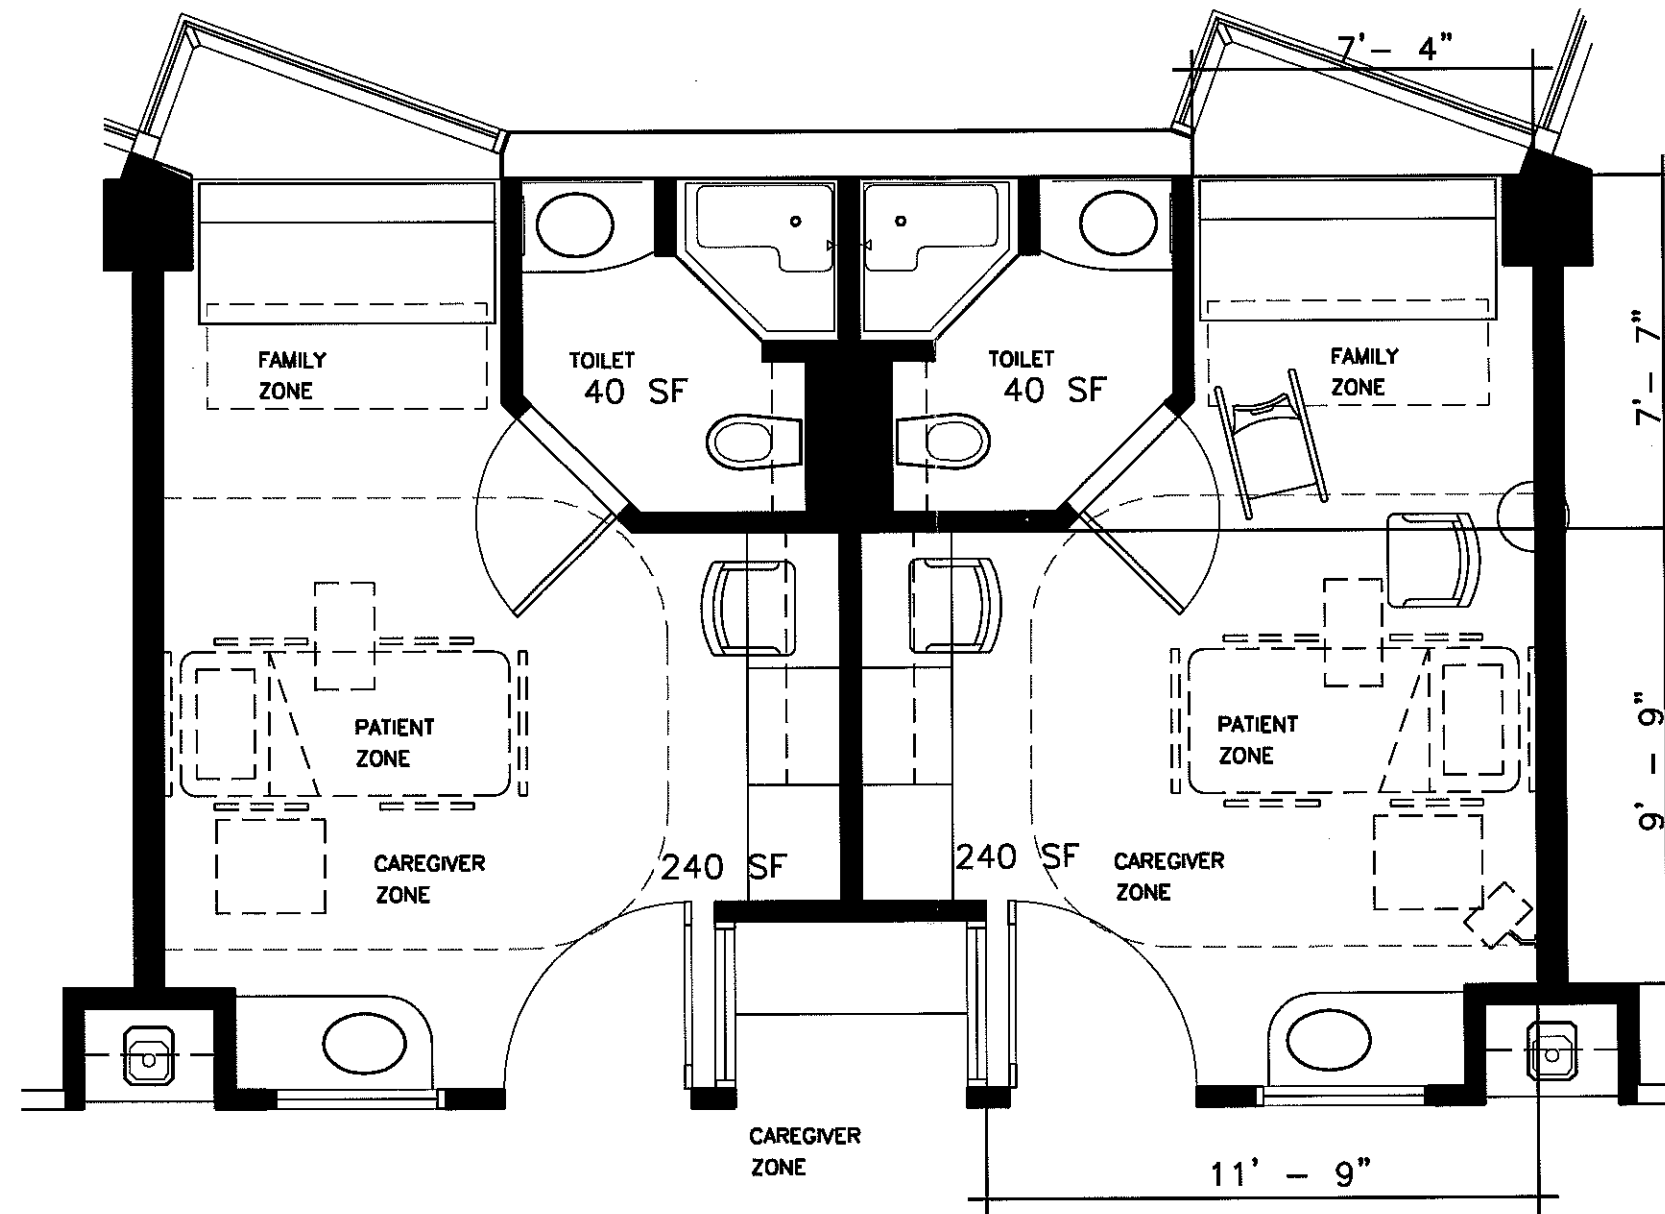 7'- 4"
FAMILY
ZONE
TOILET
40 SF
TOILET
40 SF
FAMILY
ZONE
7'- 7"
PATIENT
ZONE
PATIENT
ZONE
9' - 9"
CAREGIVER
ZONE
240 SF
240 SF
CAREGIVER
ZONE
CAREGIVER
ZONE
11' - 9"